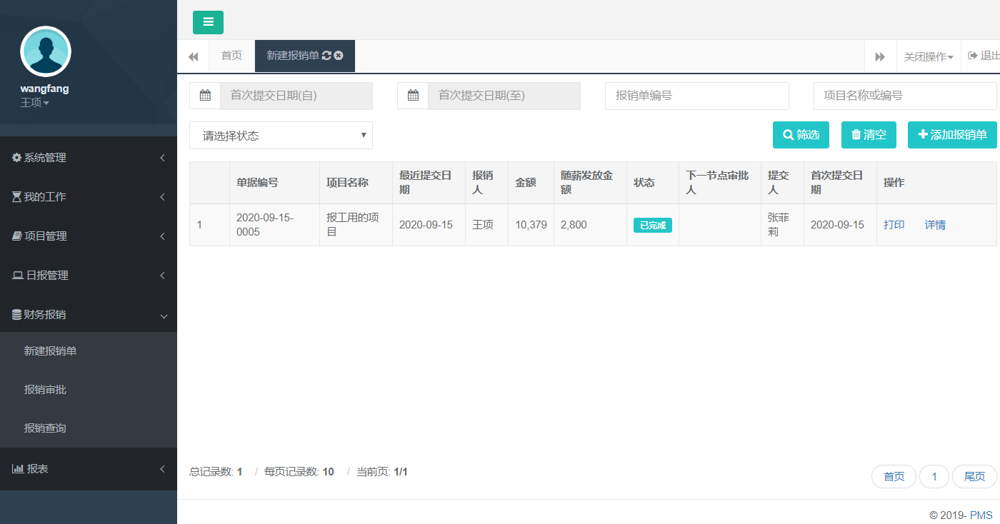 wangfang
王项
系统管理
我的工作
项目管理
日报管理
财务报销
新建报销单
报销审批
报销查询
报表
首页
新建报销单
关闭操作
退出
首次提交日期(自)
首次提交日期(至)
报销单编号
项目名称或编号
请选择状态
筛选
清空
添加报销单
单据编号
项目名称
最近提交日
期
报销
人
金额
随薪发放金
额
状态
下一节点审批
人
提交
人
首次提交日
期
操作
1
2020-09-15-
0005
报工用的项
目
2020-09-15
王项
10,379
2,800
已完成
张菲
莉
2020-09-15
打印
详情
总记录数: 1 / 每页记录数: 10 / 当前页: 1/1
首页
1
尾页
© 2019- PMS